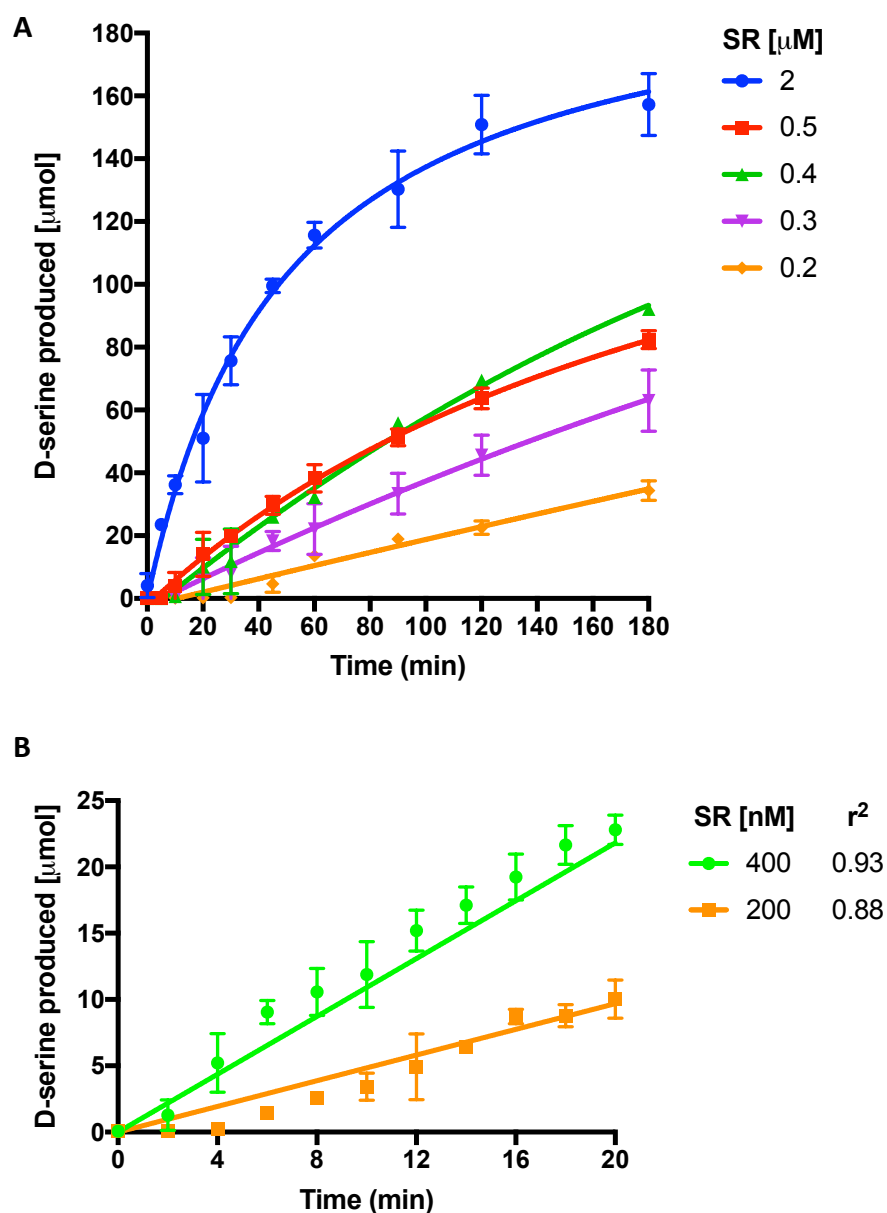 A
SR [μM]
2
0.5
0.4
0.3
0.2
D-serine produced [μmol]
180
160
140
120
100
80
60
40
20
0
0 20 40 60 80 100 120 140 160 180
Time (min)
B
SR [nM] r²
400 0.93
200 0.88
D-serine produced [μmol]
25
20
15
10
5
0
0 4 8 12 16 20
Time (min)